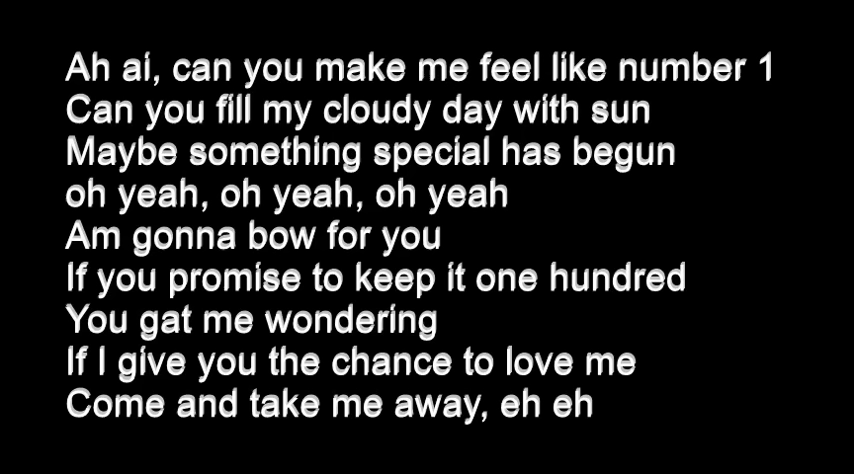 Ah ai, can you make me feel like number 1
Can you fill my cloudy day with sun
Maybe something special has begun
oh yeah, oh yeah, oh yeah
Am gonna bow for you
If you promise to keep it one hundred
You gat me wondering
If I give you the chance to love me
Come and take me away, eh eh